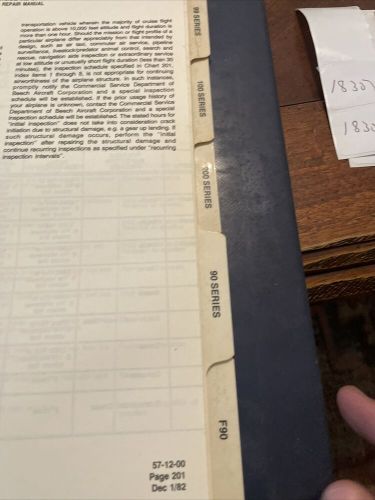 REPAIR MANUAL
transportation vehicle wherein the majority of cruise flight
operation is above 10,000 feet altitude and flight duration is
more than one hour. Should the mission or flight profile of a
particular airplane differ appreciably from that intended by
design, such as air taxi, commuter air service, pipeline
surveillance, livestock/predator animal control, search and
rescue, navigation aids inspection or extraordinary service
at low altitude or unusually short flight duration (less than 35
minutes), the inspection schedule specified in Chart 201,
index items 1 through 8, is not appropriate for continuing
airworthiness of the airplane structure. In such instances,
promptly notify the Commercial Service Department of
Beech Aircraft Corporation and a special inspection
schedule will be established. If the prior usage history of
your airplane is unknown, contact the Commercial Service
Department of Beech Aircraft Corporation and a special
inspection schedule will be established. The stated hours for
"initial inspection" does not take into consideration crack
initiation due to structural damage, e.g. a gear up landing. If
such structural damage occurs, perform the "initial
inspection" after repairing the structural damage and
continue recurring inspections as specified under "recurring
inspection intervals".
57-12-00
Page 201
Dec 1/82
99 SERIES
100 SERIES
200 SERIES
90 SERIES
F90